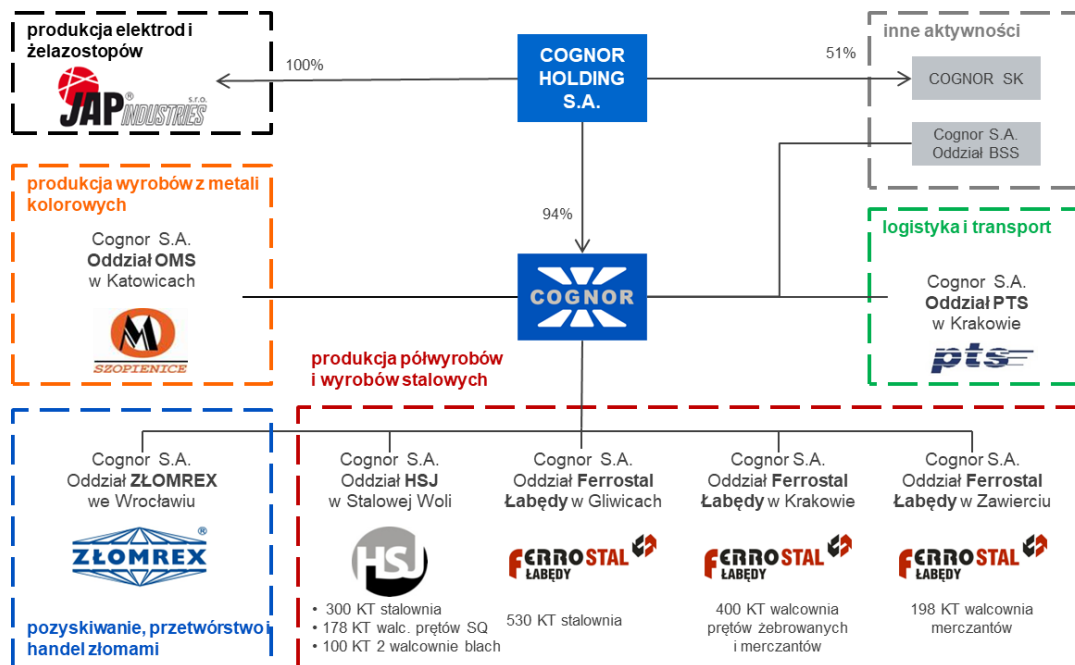 produkcja elektrod i
żelazostopów
JAP® s.r.o.
INDUSTRIES
100%
COGNOR
HOLDING
S.A.
51%
inne aktywności
COGNOR SK
Cognor S.A.
Oddział BSS
produkcja wyrobów z metali
kolorowych
Cognor S.A.
Oddział OMS
w Katowicach
OM
SZOPIENICE
94%
COGNOR
logistyka i transport
Cognor S.A.
Oddział PTS
w Krakowie
pts
produkcja półwyrobów
i wyrobów stalowych
Cognor S.A.
Oddział ZŁOMREX
we Wrocławiu
ZŁOMREX®
pozyskiwanie, przetwórstwo i
handel złomami
Cognor S.A.
Oddział HSJ
w Stalowej Woli
HSJ
• 300 KT stalownia
• 178 KT walc. prętów SQ
• 100 KT 2 walcownie blach
Cognor S.A.
Oddział Ferrostal
Łabędy w Gliwicach
FERROSTAL
ŁABĘDY
530 KT stalownia
Cognor S.A.
Oddział Ferrostal
Łabędy w Krakowie
FERROSTAL
ŁABĘDY
400 KT walcownia
prętów żebrowanych
i merczantów
Cognor S.A.
Oddział Ferrostal
Łabędy w Zawierciu
FERROSTAL
ŁABĘDY
198 KT walcownia
merczantów